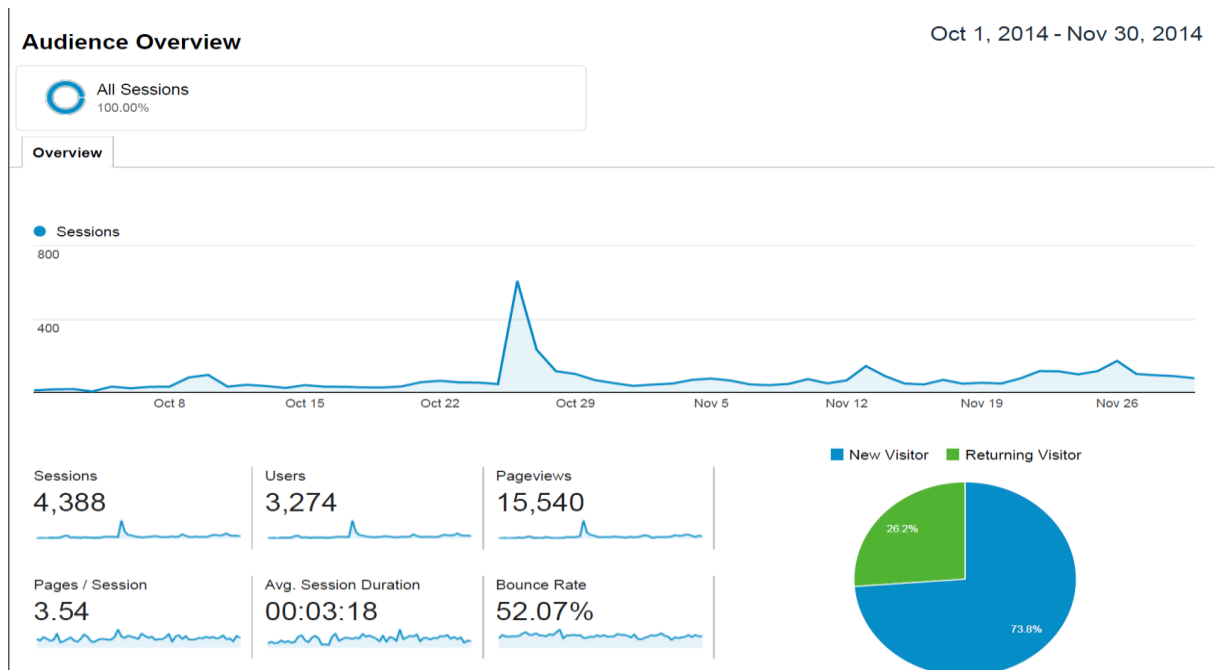 Audience Overview
Oct 1, 2014 - Nov 30, 2014
All Sessions
100.00%
Overview
Sessions
800
400
Oct 8
Oct 15
Oct 22
Oct 29
Nov 5
Nov 12
Nov 19
Nov 26
Sessions
4,388
Users
3,274
Pageviews
15,540
Pages / Session
3.54
Avg. Session Duration
00:03:18
Bounce Rate
52.07%
New Visitor
Returning Visitor
26.2%
73.8%